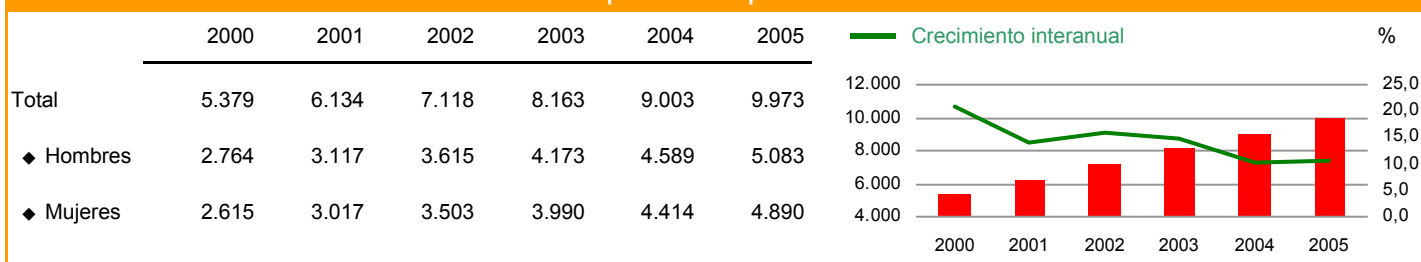 2000 2001 2002 2003 2004 2005
Total 5.379 6.134 7.118 8.163 9.003 9.973
◆ Hombres 2.764 3.117 3.615 4.173 4.589 5.083
◆ Mujeres 2.615 3.017 3.503 3.990 4.414 4.890
Crecimiento interanual %
12.000 25,0
10.000 20,0
8.000 15,0
6.000 10,0
4.000 5,0
0,0
2000 2001 2002 2003 2004 2005